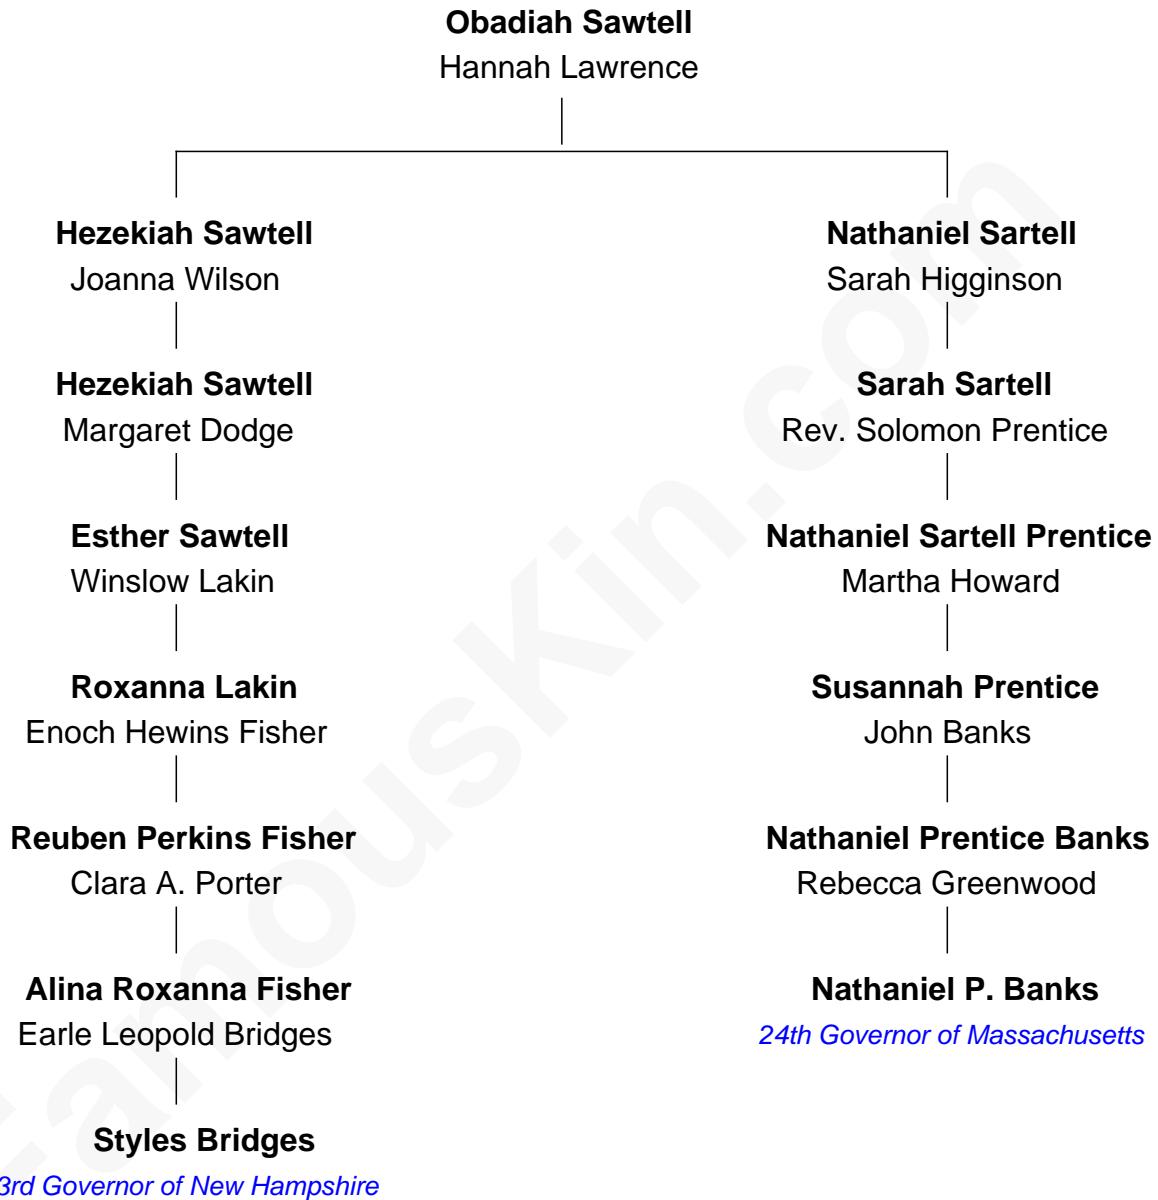 Obadiah Sawtell
Hannah Lawrence
Hezekiah Sawtell
Joanna Wilson
Nathaniel Sartell
Sarah Higginson
Hezekiah Sawtell
Margaret Dodge
Sarah Sartell
Rev. Solomon Prentice
Esther Sawtell
Winslow Lakin
Nathaniel Sartell Prentice
Martha Howard
Roxanna Lakin
Enoch Hewins Fisher
Susannah Prentice
John Banks
Reuben Perkins Fisher
Clara A. Porter
Nathaniel Prentice Banks
Rebecca Greenwood
Alina Roxanna Fisher
Earle Leopold Bridges
Nathaniel P. Banks
24th Governor of Massachusetts
Styles Bridges
3rd Governor of New Hampshire
FamousKin.com